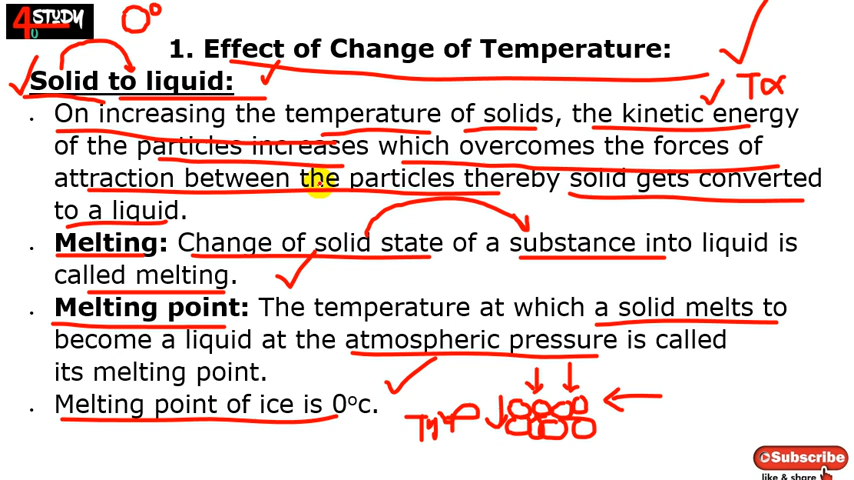 4STUDY
0°
1. Effect of Change of Temperature:
Solid to liquid:
T∝
• On increasing the temperature of solids, the kinetic energy
of the particles increases which overcomes the forces of
attraction between the particles thereby solid gets converted
to a liquid.
• Melting: Change of solid state of a substance into liquid is
called melting.
• Melting point: The temperature at which a solid melts to
become a liquid at the atmospheric pressure is called
its melting point.
• Melting point of ice is 0°c.
Subscribe
like & share